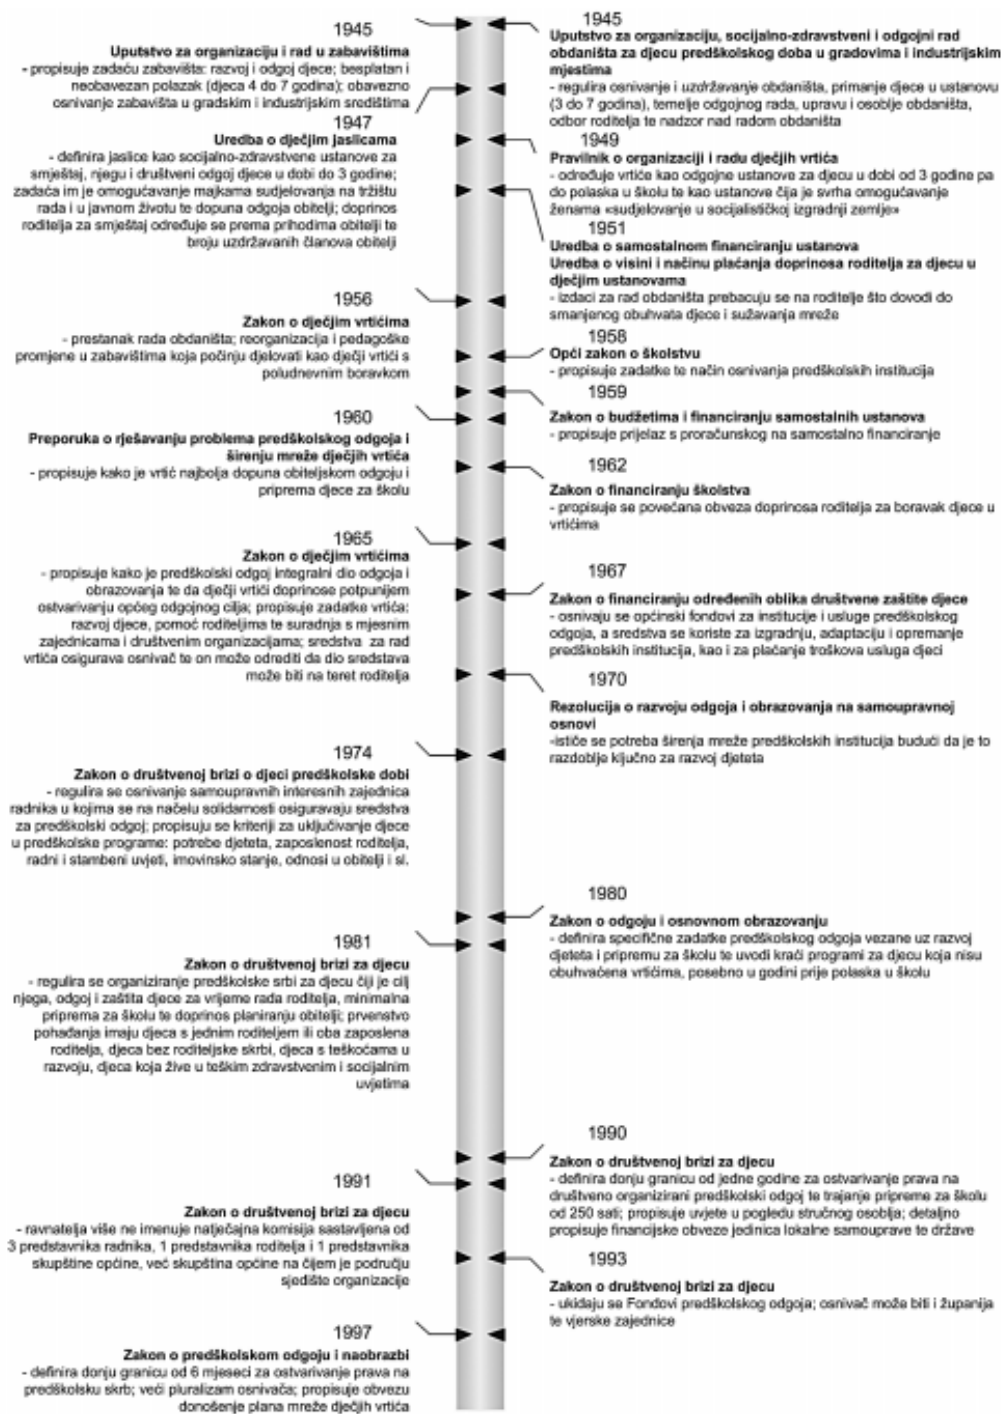 1945
Uputstvo za organizaciju i rad u zabavištima
- propisuje zadaću zabavišta: razvoj i odgoj djece; besplatan i
neobavezan polazak (djeca 4 do 7 godina); obavezno
osnivanje zabavišta u gradskim i industrijskim središtima
1945
Uputstvo za organizaciju, socijalno-zdravstveni i odgojni rad
obdaništa za djecu predškolskog doba u gradovima i industrijskim
mjestima
- regulira osnivanje i uzdržavanje obdaništa, primanje djece u ustanovu
(3 do 7 godina), temelje odgojnog rada, upravu i osoblje obdaništa,
odbor roditelja te nadzor nad radom obdaništa
1947
Uredba o dječjim jaslicama
- definira jaslice kao socijalno-zdravstvene ustanove za
smještaj, njegu i društveni odgoj djece u dobi do 3 godine;
zadaća im je omogućavanje majkama sudjelovanja na tržištu
rada i u javnom životu te dopuna odgoja obitelji; doprinos
roditelja za smještaj određuje se prema prihodima obitelji te
broju uzdržavanih članova obitelji
1949
Pravilnik o organizaciji i radu dječjih vrtića
- određuje vrtiće kao odgojne ustanove za djecu u dobi od 3 godine pa
do polaska u školu te kao ustanove čija je svrha omogućavanje
ženama «sudjelovanje u socijalističkoj izgradnji zemlje»
1951
Uredba o samostalnom financiranju ustanova
Uredba o visini i načinu plaćanja doprinosa roditelja za djecu u
dječjim ustanovama
- izdaci za rad obdaništa prebacuju se na roditelje što dovodi do
smanjenog obuhvata djece i sužavanja mreže
1956
Zakon o dječjim vrtićima
- prestanak rada obdaništa; reorganizacija i pedagoške
promjene u zabavištima koja počinju djelovati kao dječji vrtići s
poludnevnim boravkom
1958
Opći zakon o školstvu
- propisuje zadatke te način osnivanja predškolskih institucija
1959
Zakon o budžetima i financiranju samostalnih ustanova
- propisuje prijelaz s proračunskog na samostalno financiranje
1960
Preporuka o rješavanju problema predškolskog odgoja i
širenju mreže dječjih vrtića
- propisuje kako je vrtić najbolja dopuna obiteljskom odgoju i
priprema djece za školu
1962
Zakon o financiranju školstva
- propisuje se povećana obveza doprinosa roditelja za boravak djece u
vrtićima
1965
Zakon o dječjim vrtićima
- propisuje kako je predškolski odgoj integralni dio odgoja i
obrazovanja te da dječji vrtići doprinose potpunijem
ostvarivanju općeg odgojnog cilja; propisuje zadatke vrtića:
razvoj djece, pomoć roditeljima te suradnja s mjesnim
zajednicama i društvenim organizacijama; sredstva za rad
vrtića osigurava osnivač te on može odrediti da dio sredstava
može biti na teret roditelja
1967
Zakon o financiranju određenih oblika društvene zaštite djece
- osnivaju se općinski fondovi za institucije i usluge predškolskog
odgoja, a sredstva se koriste za izgradnju, adaptaciju i opremanje
predškolskih institucija, kao i za plaćanje troškova usluga djeci
1970
Rezolucija o razvoju odgoja i obrazovanja na samoupravnoj
osnovi
-ističe se potreba širenja mreže predškolskih institucija budući da je to
razdoblje ključno za razvoj djeteta
1974
Zakon o društvenoj brizi o djeci predškolske dobi
- regulira se osnivanje samoupravnih interesnih zajednica
radnika u kojima se na načelu solidarnosti osiguravaju sredstva
za predškolski odgoj; propisuju se kriteriji za uključivanje djece
u predškolske programe: potrebe djeteta, zaposlenost roditelja,
radni i stambeni uvjeti, imovinsko stanje, odnosi u obitelji i sl.
1980
Zakon o odgoju i osnovnom obrazovanju
- definira specifične zadatke predškolskog odgoja vezane uz razvoj
djeteta i pripremu za školu te uvodi kraći programi za djecu koja nisu
obuhvaćena vrtićima, posebno u godini prije polaska u školu
1981
Zakon o društvenoj brizi za djecu
- regulira se organiziranje predškolske srbi za djecu čiji je cilj
njega, odgoj i zaštita djece za vrijeme rada roditelja, minimalna
priprema za školu te doprinos planiranju obitelji; prvenstvo
pohađanja imaju djeca s jednim roditeljem ili oba zaposlena
roditelja, djeca bez roditeljske skrbi, djeca s teškoćama u
razvoju, djeca koja žive u teškim zdravstvenim i socijalnim
uvjetima
1990
Zakon o društvenoj brizi za djecu
- definira donju granicu od jedne godine za ostvarivanje prava na
društveno organizirani predškolski odgoj te trajanje pripreme za školu
od 250 sati; propisuje uvjete u pogledu stručnog osoblja; detaljno
propisuje financijske obveze jedinica lokalne samouprave te države
1991
Zakon o društvenoj brizi za djecu
- ravnatelja više ne imenuje natječajna komisija sastavljena od
3 predstavnika radnika, 1 predstavnika roditelja i 1 predstavnika
skupštine općine, već skupština općine na čijem je području
sjedište organizacije
1993
Zakon o društvenoj brizi za djecu
- ukidaju se Fondovi predškolskog odgoja; osnivač može biti i županija
te vjerske zajednice
1997
Zakon o predškolskom odgoju i naobrazbi
- definira donju granicu od 6 mjeseci za ostvarivanje prava na
predškolsku skrb; veći pluralizam osnivača; propisuje obvezu
donošenje plana mreže dječjih vrtića